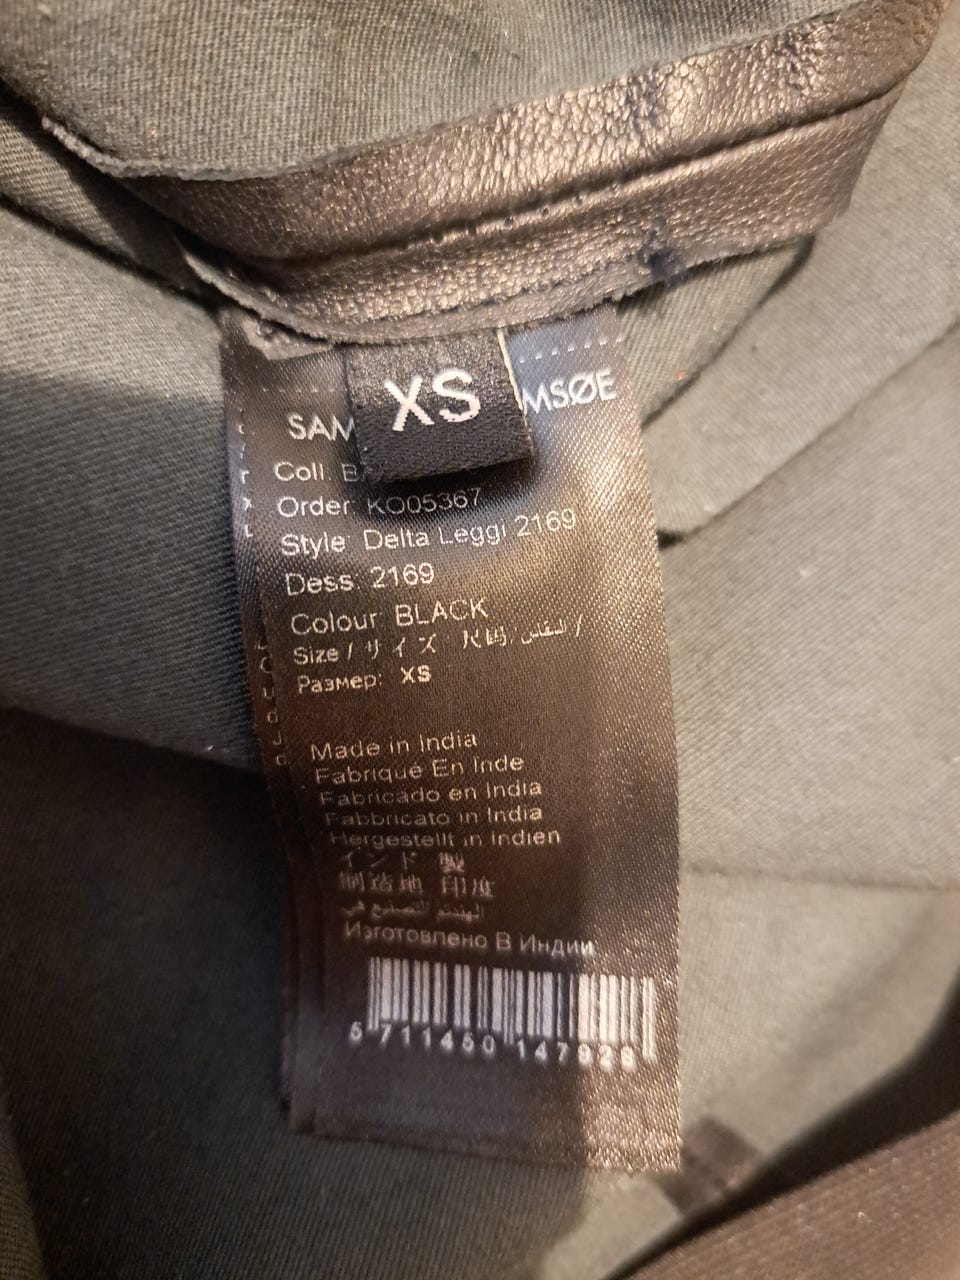 XS
SAM MSØE
Coll
Order KO05367
Style Delta Leggi 2169
Dess. 2169
Colour BLACK
Size / サイズ 尺码 / المقاس /
Размер: XS
Made in India
Fabriqué En Inde
Fabricado en India
Fabbricato in India
Hergestellt in Indien
インド 製
制造地 印度
Изготовлено В Индии
5 711450 147928